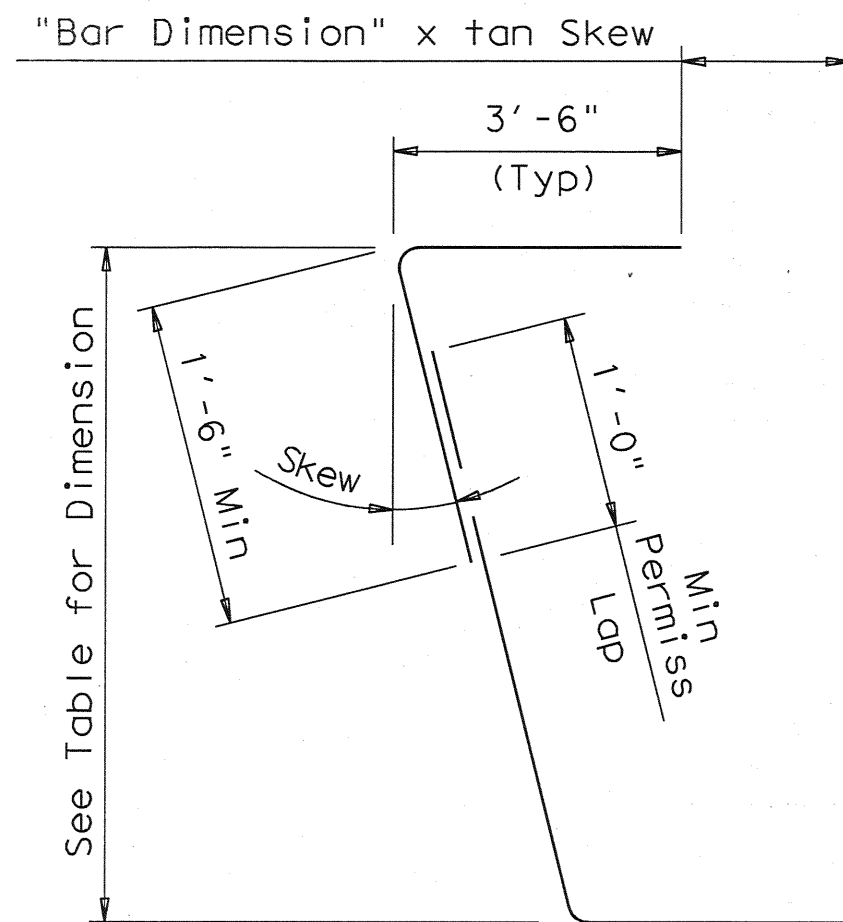 "Bar Dimension" x tan Skew
3'-6"
(Typ)
See Table for Dimension
1'-6" Min
Skew
1'-0"
Min
Permiss
Lap